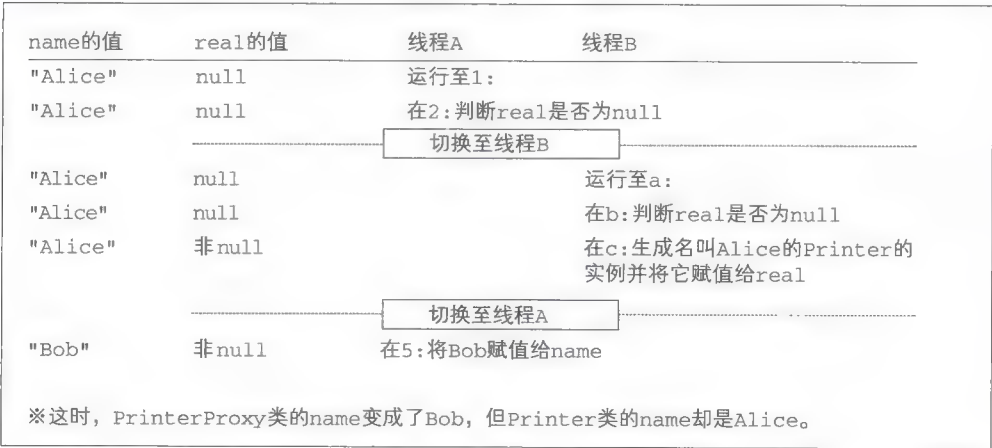 name的值 real的值 线程A 线程B
"Alice" null 运行至1:
"Alice" null 在2:判断real是否为null
切换至线程B
"Alice" null 运行至a:
"Alice" null 在b:判断real是否为null
"Alice" 非null 在c:生成名叫Alice的Printer的
实例并将它赋值给real
切换至线程A
"Bob" 非null 在5:将Bob赋值给name
※这时，PrinterProxy类的name变成了Bob，但Printer类的name却是Alice。